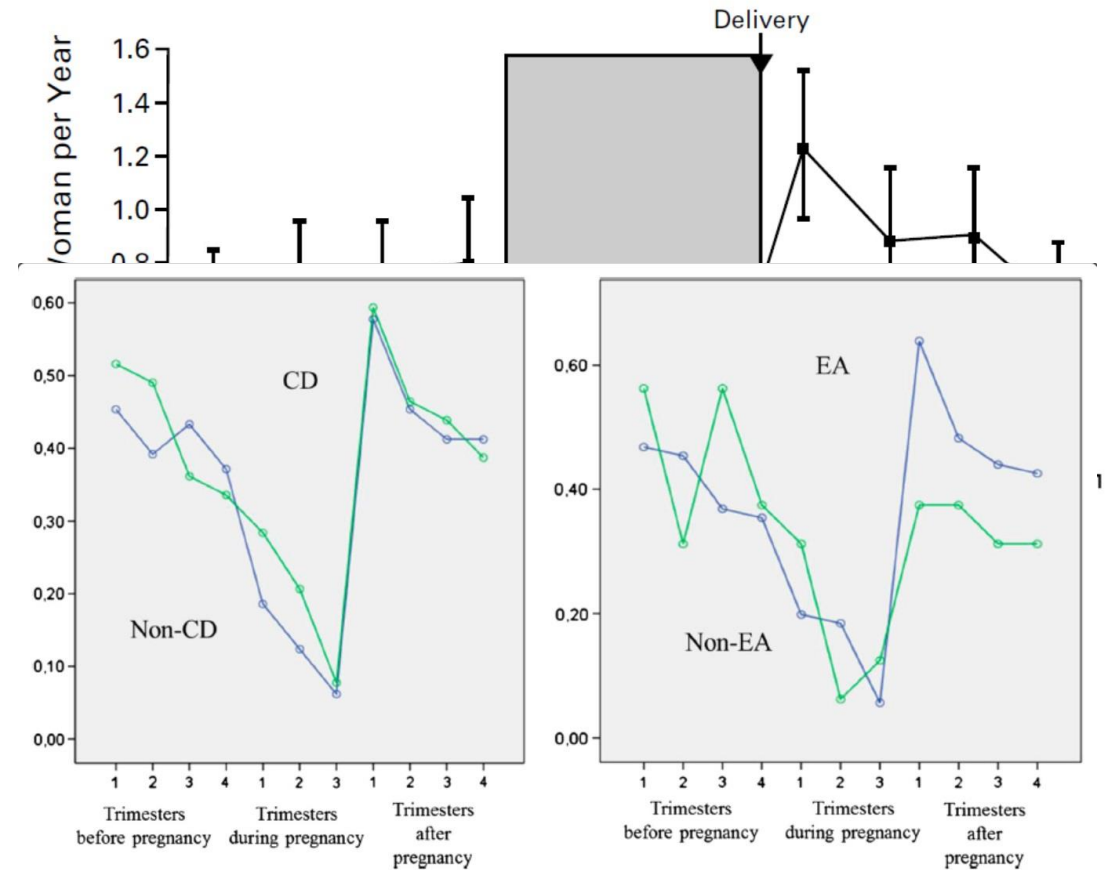 Delivery
1.6
1.4
1.2
1.0
per Year
0,60
0,50
0,40
0,30
0,20
0,10
0,00
CD
Non-CD
1 2 3 4 1 2 3 1 2 3 4
Trimesters before pregnancy
Trimesters during pregnancy
Trimesters after pregnancy
0,60
0,40
0,20
0,00
EA
Non-EA
1 2 3 4 1 2 3 1 2 3 4
Trimesters before pregnancy
Trimesters during pregnancy
Trimesters after pregnancy